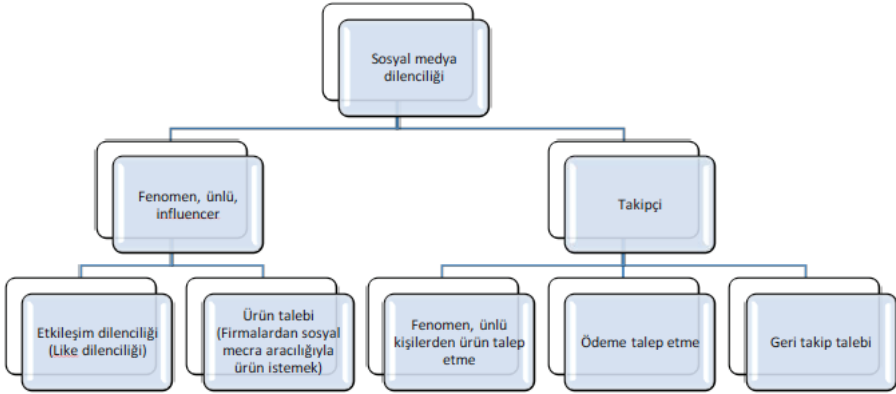 Sosyal medya
dilenciliği
Fenomen, ünlü,
influencer
Takipçi
Etkileşim dilenciliği
(Like dilenciliği)
Ürün talebi
(Firmalardan sosyal
mecra aracılığıyla
ürün istemek)
Fenomen, ünlü
kişilerden ürün talep
etme
Ödeme talep etme
Geri takip talebi